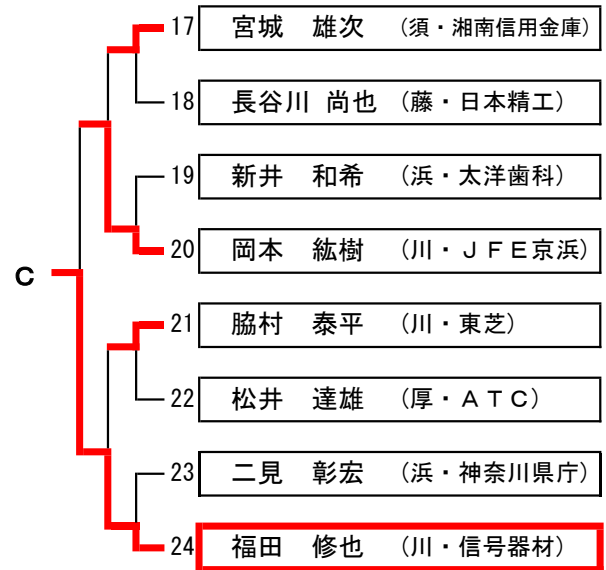 17 宮城 雄次 (須・湘南信用金庫)
18 長谷川 尚也 (藤・日本精工)
19 新井 和希 (浜・太洋歯科)
20 岡本 紘樹 (川・JFE京浜)
C
21 脇村 泰平 (川・東芝)
22 松井 達雄 (厚・ATC)
23 二見 彰宏 (浜・神奈川県庁)
24 福田 修也 (川・信号器材)